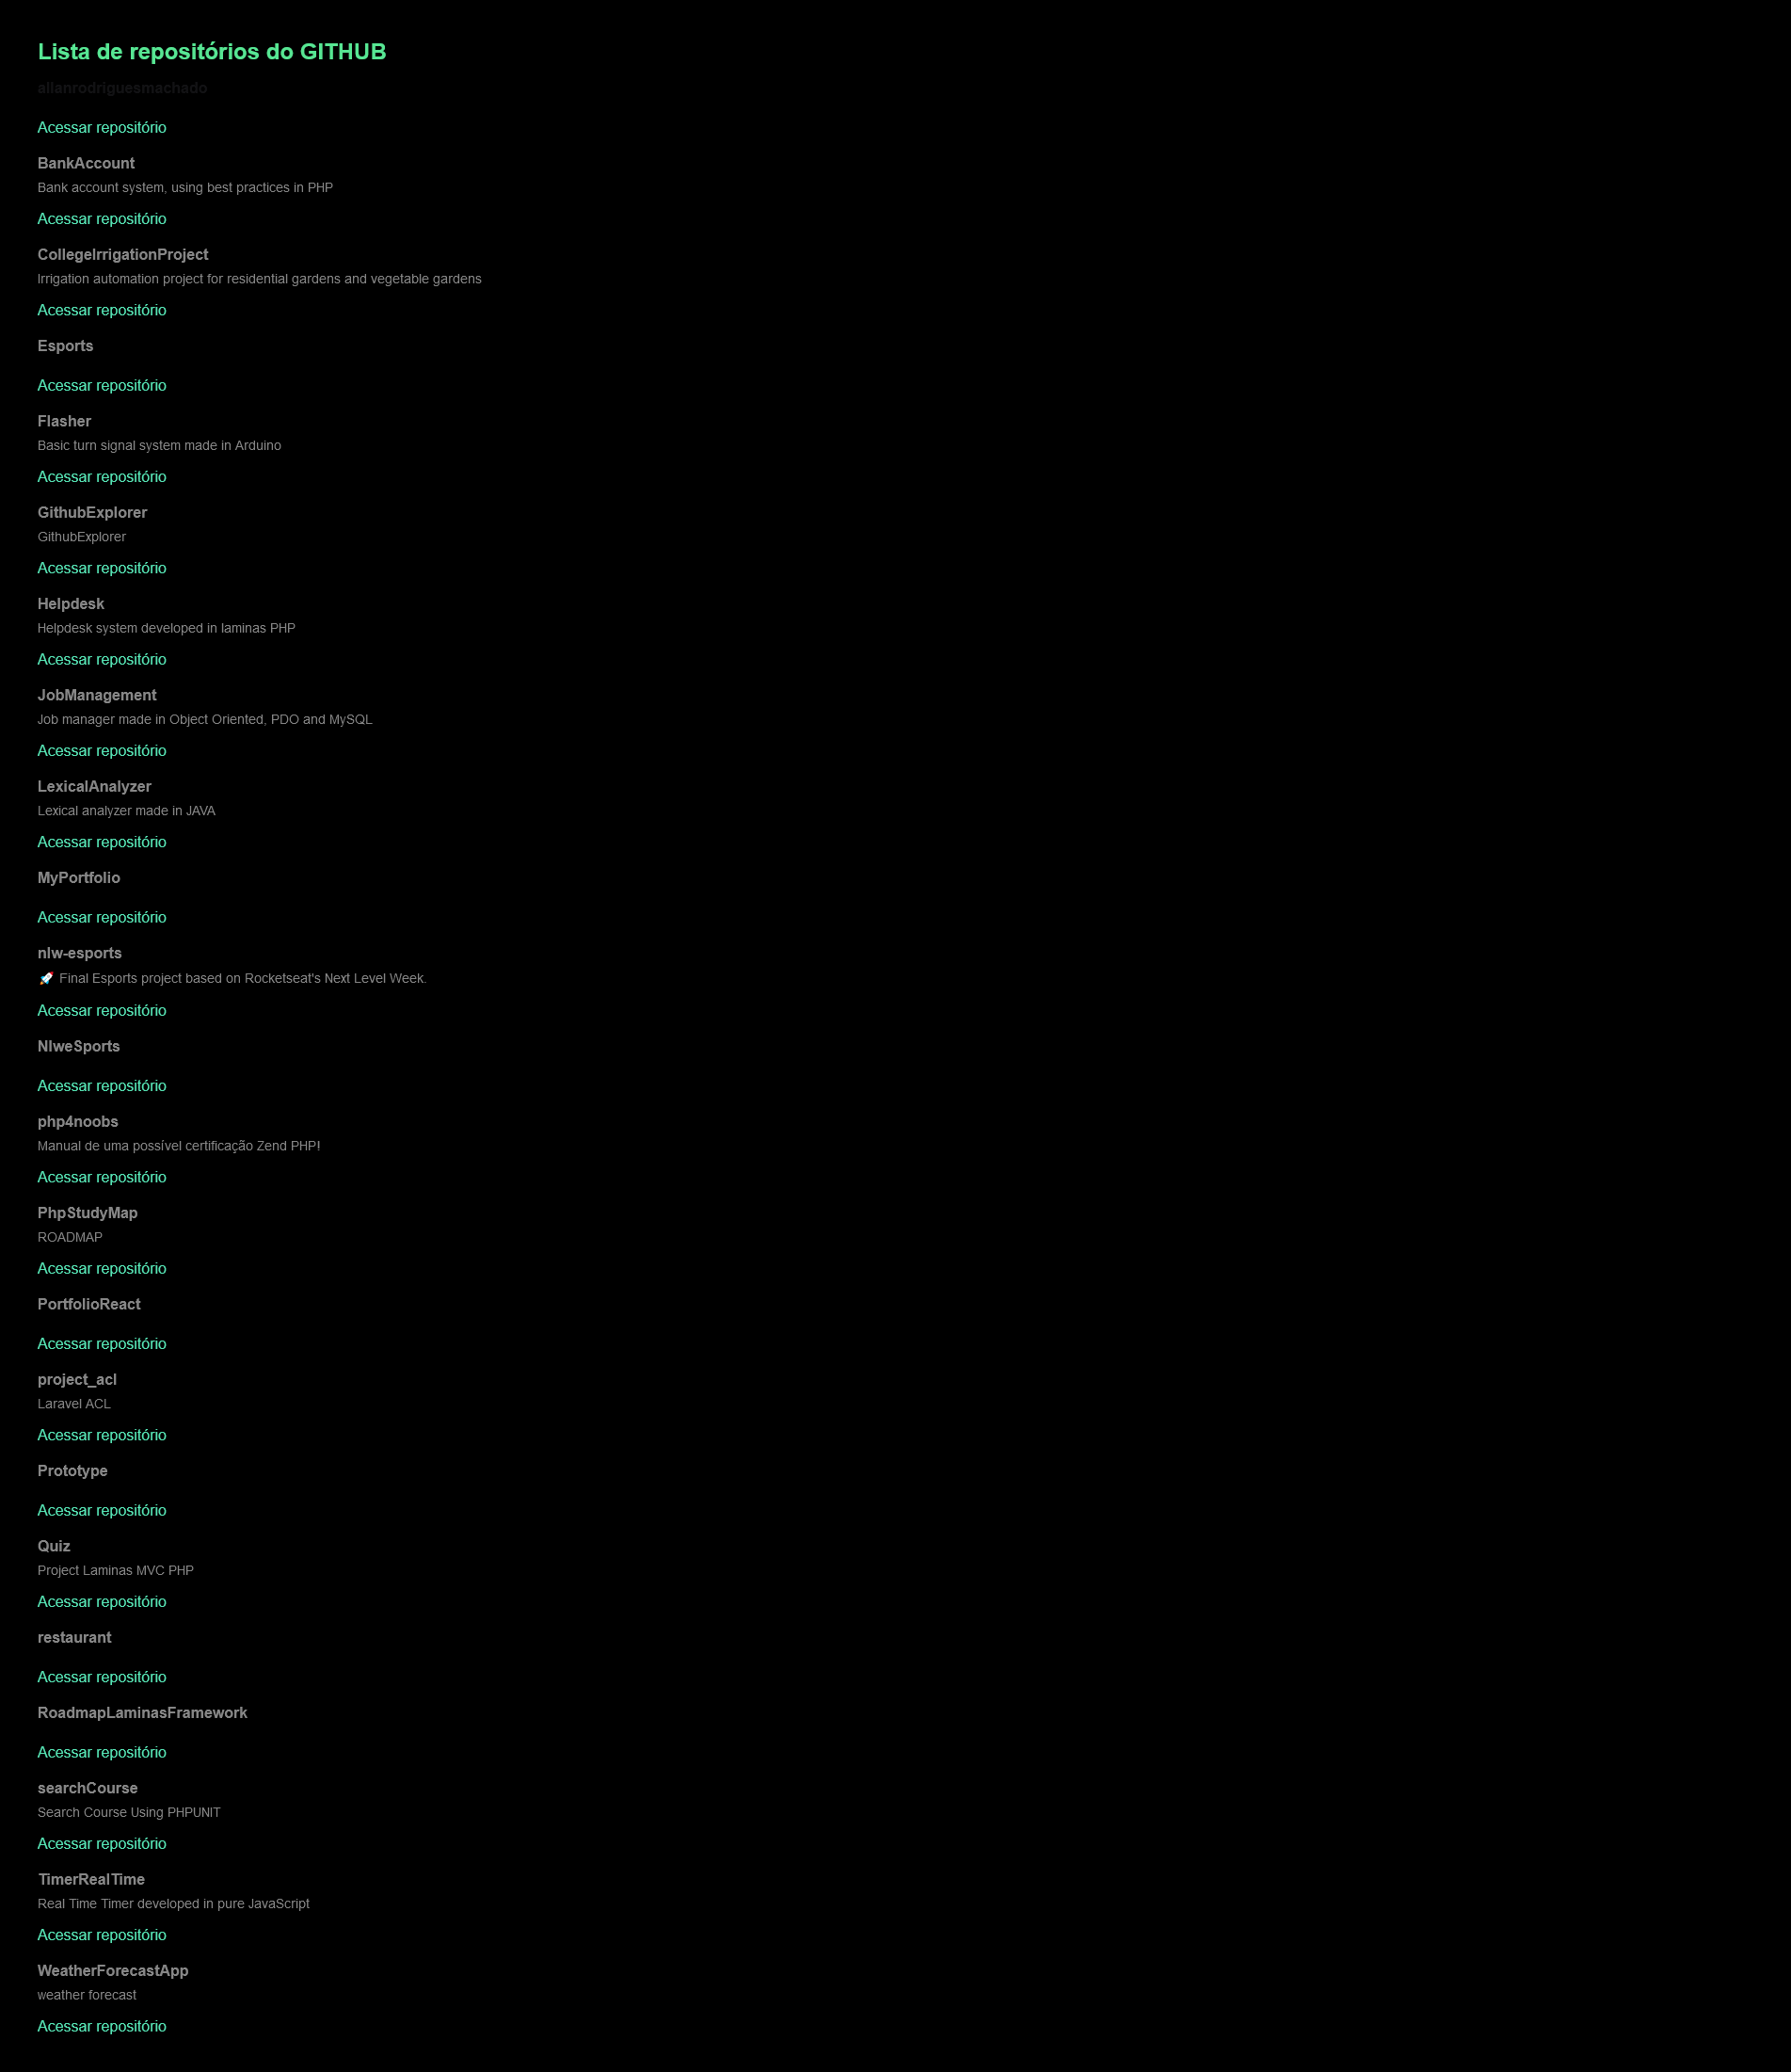 Lista de repositórios do GITHUB
allanrodriguesmachado
Acessar repositório
BankAccount
Bank account system, using best practices in PHP
Acessar repositório
CollegeIrrigationProject
Irrigation automation project for residential gardens and vegetable gardens
Acessar repositório
Esports
Acessar repositório
Flasher
Basic turn signal system made in Arduino
Acessar repositório
GithubExplorer
GithubExplorer
Acessar repositório
Helpdesk
Helpdesk system developed in laminas PHP
Acessar repositório
JobManagement
Job manager made in Object Oriented, PDO and MySQL
Acessar repositório
LexicalAnalyzer
Lexical analyzer made in JAVA
Acessar repositório
MyPortfolio
Acessar repositório
nlw-esports
🚀 Final Esports project based on Rocketseat's Next Level Week.
Acessar repositório
NlweSports
Acessar repositório
php4noobs
Manual de uma possível certificação Zend PHP!
Acessar repositório
PhpStudyMap
ROADMAP
Acessar repositório
PortfolioReact
Acessar repositório
project_acl
Laravel ACL
Acessar repositório
Prototype
Acessar repositório
Quiz
Project Laminas MVC PHP
Acessar repositório
restaurant
Acessar repositório
RoadmapLaminasFramework
Acessar repositório
searchCourse
Search Course Using PHPUNIT
Acessar repositório
TimerRealTime
Real Time Timer developed in pure JavaScript
Acessar repositório
WeatherForecastApp
weather forecast
Acessar repositório